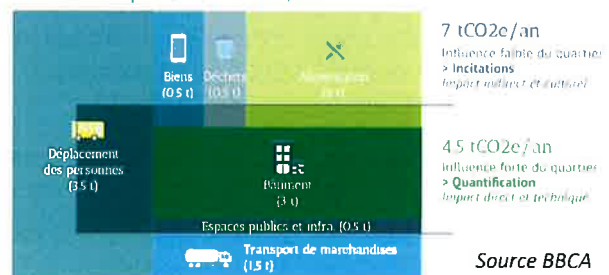 Biens
(0.5 t)
Déchets
(0.5 t)
Alimentation
Déplacement
des personnes
(3.5 t)
Bâtiment
(3 t)
Espaces publics et infra. (0.5 t)
Transport de marchandises
(1,5 t)
7 tCO2e/an
Influence faible du quartier
> Incitations
Impact indirect et culturel
4.5 tCO2e/an
Influence forte du quartier
> Quantification
Impact direct et technique
Source BBCA